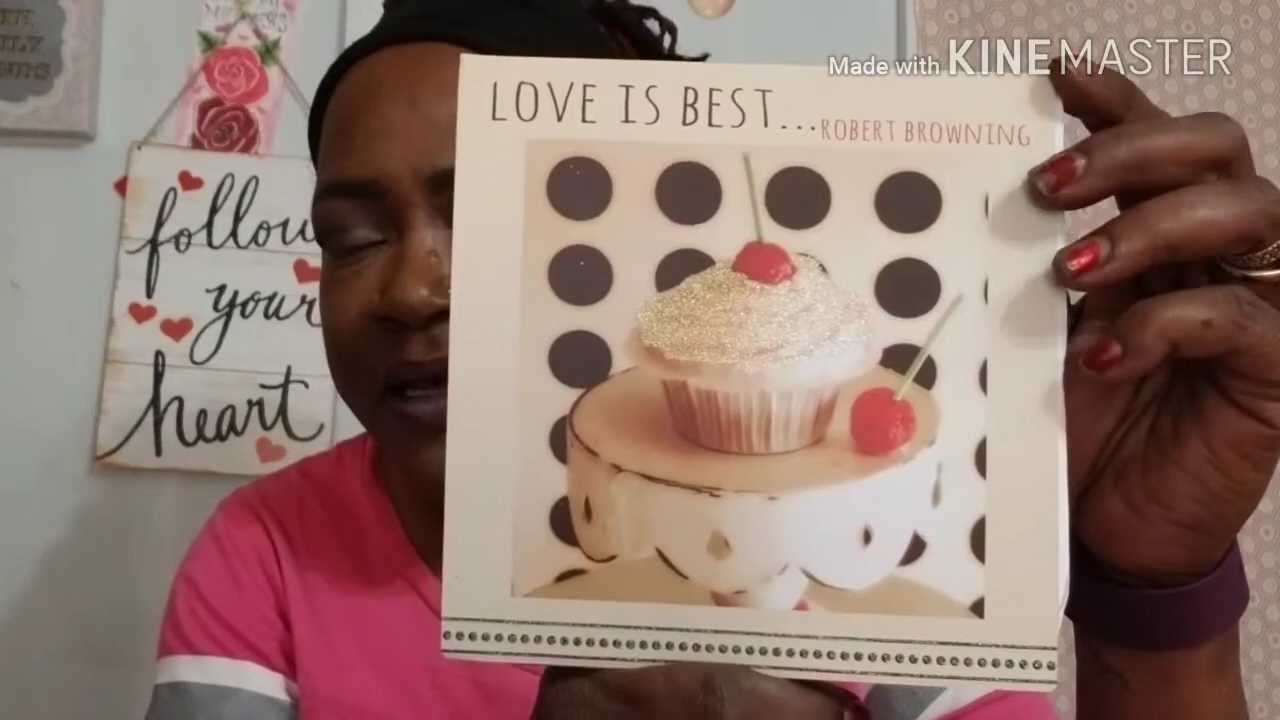 Made with KINEMASTER
LOVE IS BEST...ROBERT BROWNING
follow
your
heart